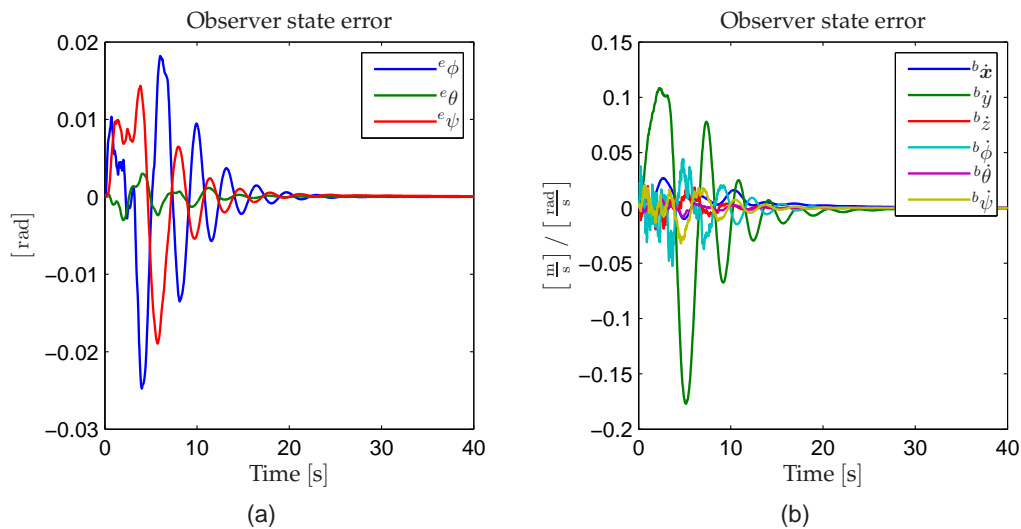 Observer state error
0.02
0.01
0
−0.01
−0.02
−0.03
[rad]
0 10 20 30 40
Time [s]
ᵉϕ
ᵉθ
ᵉψ
(a)
Observer state error
0.15
0.1
0.05
0
−0.05
−0.1
−0.15
−0.2
[m/s] / [rad/s]
0 10 20 30 40
Time [s]
ᵇẋ
ᵇẏ
ᵇż
ᵇϕ̇
ᵇθ̇
ᵇψ̇
(b)